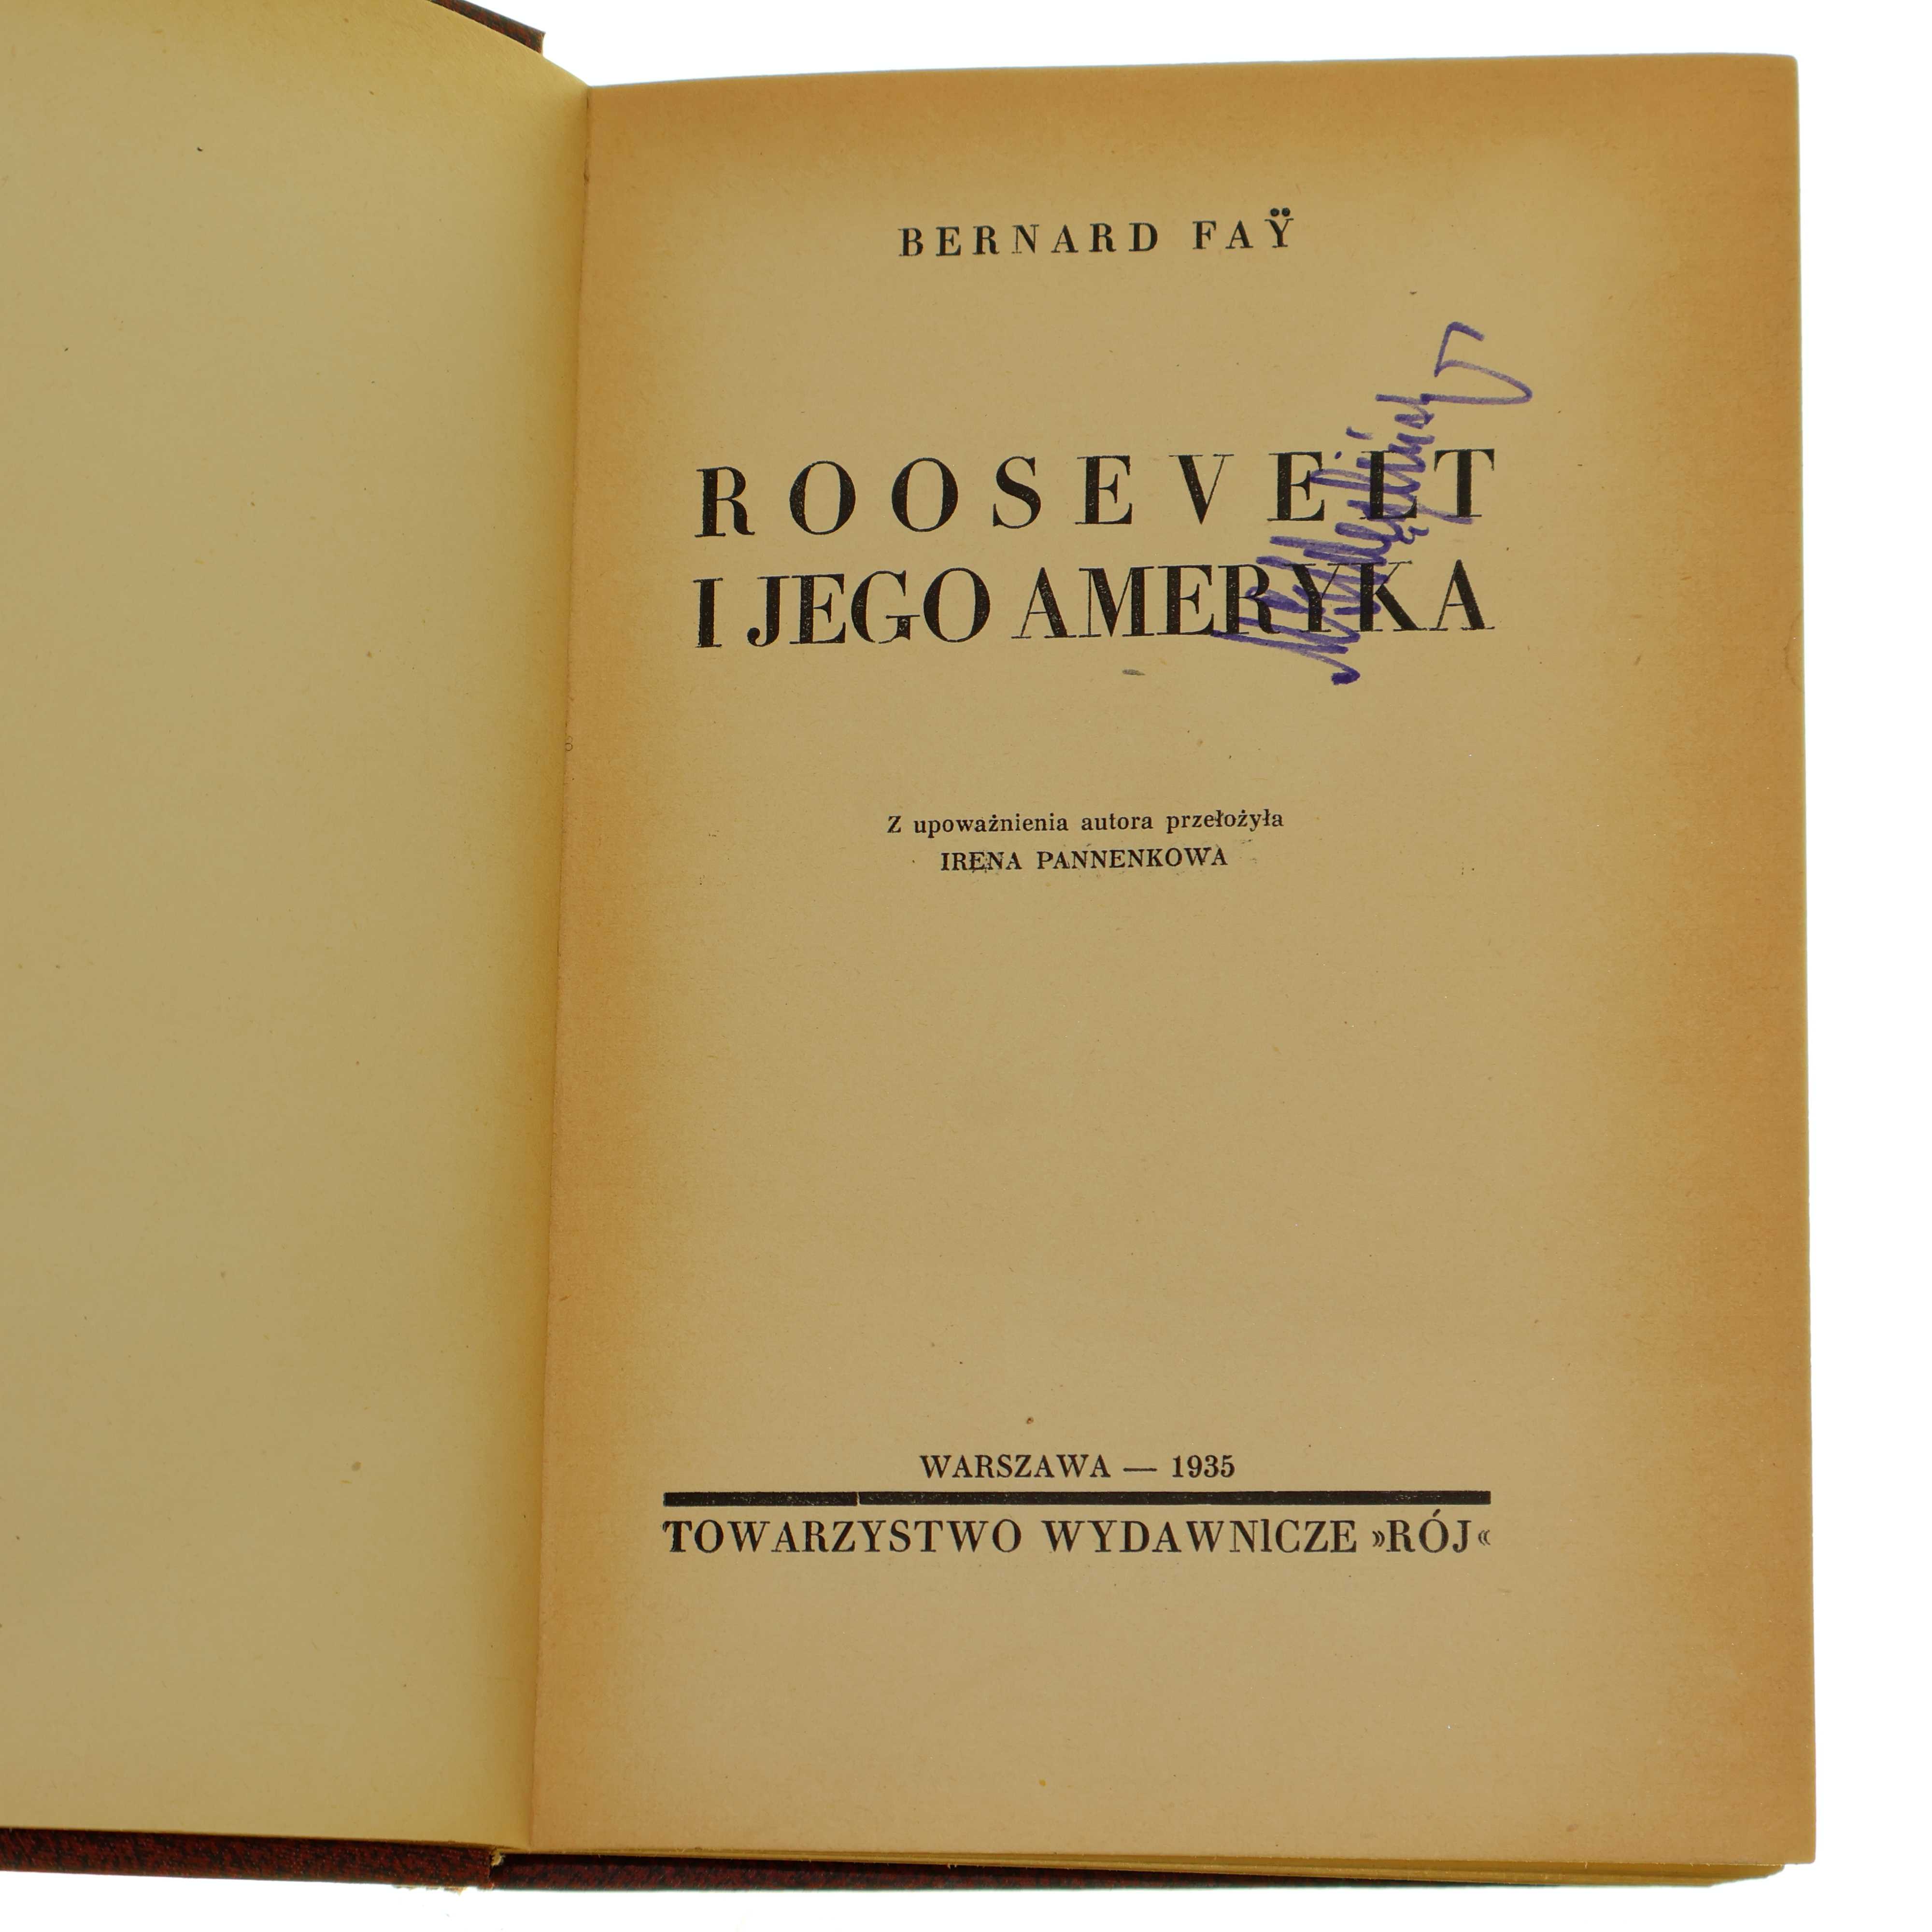 BERNARD FAŸ
ROOSEVELT
I JEGO AMERYKA
Z upoważnienia autora przełożyła
IRENA PANNENKOWA
WARSZAWA — 1935
TOWARZYSTWO WYDAWNICZE »RÓJ«